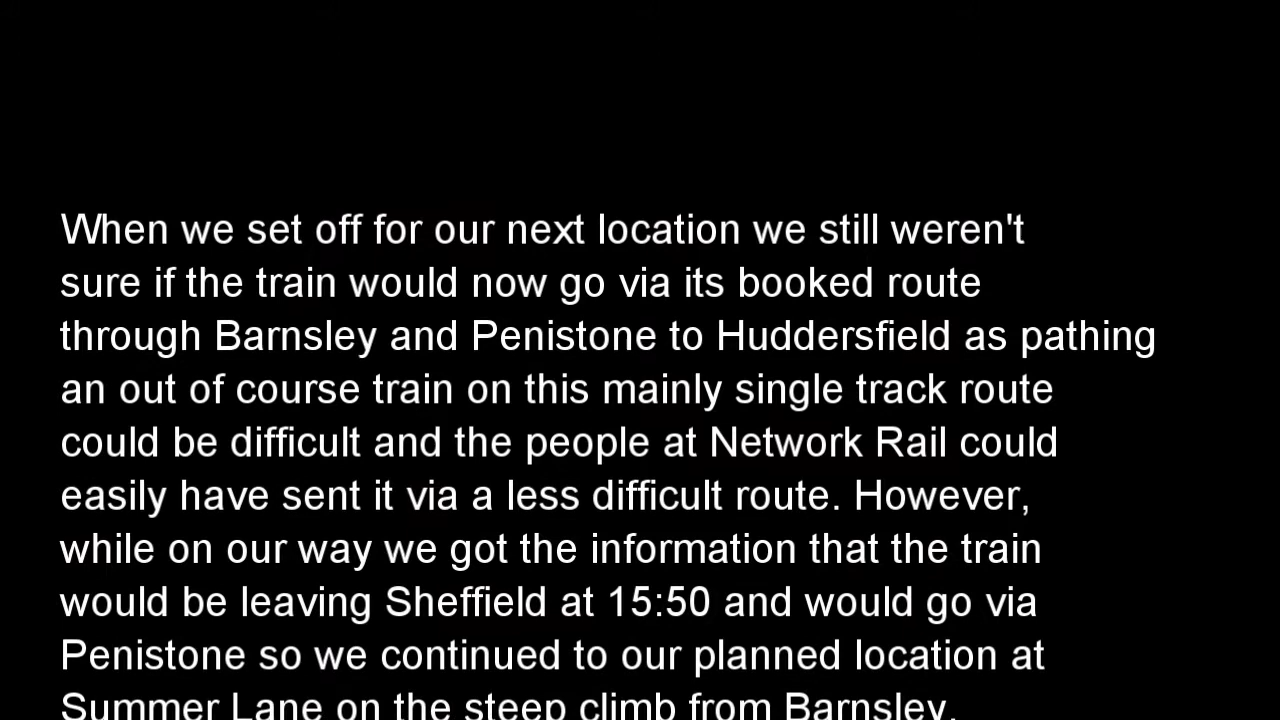 When we set off for our next location we still weren't
sure if the train would now go via its booked route
through Barnsley and Penistone to Huddersfield as pathing
an out of course train on this mainly single track route
could be difficult and the people at Network Rail could
easily have sent it via a less difficult route. However,
while on our way we got the information that the train
would be leaving Sheffield at 15:50 and would go via
Penistone so we continued to our planned location at
Summer Lane on the steep climb from Barnsley.